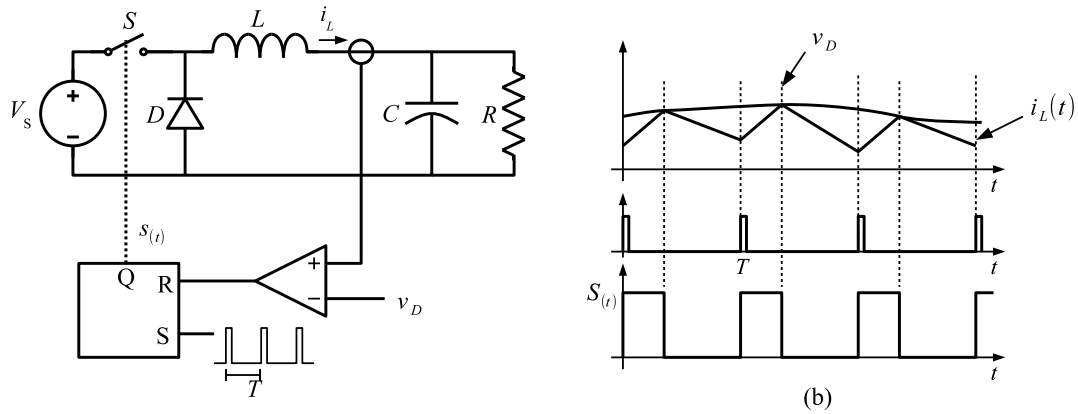 S
L
i_L
V_S
+
−
D
C
R
s_(t)
Q
R
S
+
−
v_D
T
v_D
i_L(t)
t
T
t
S_(t)
t
(b)